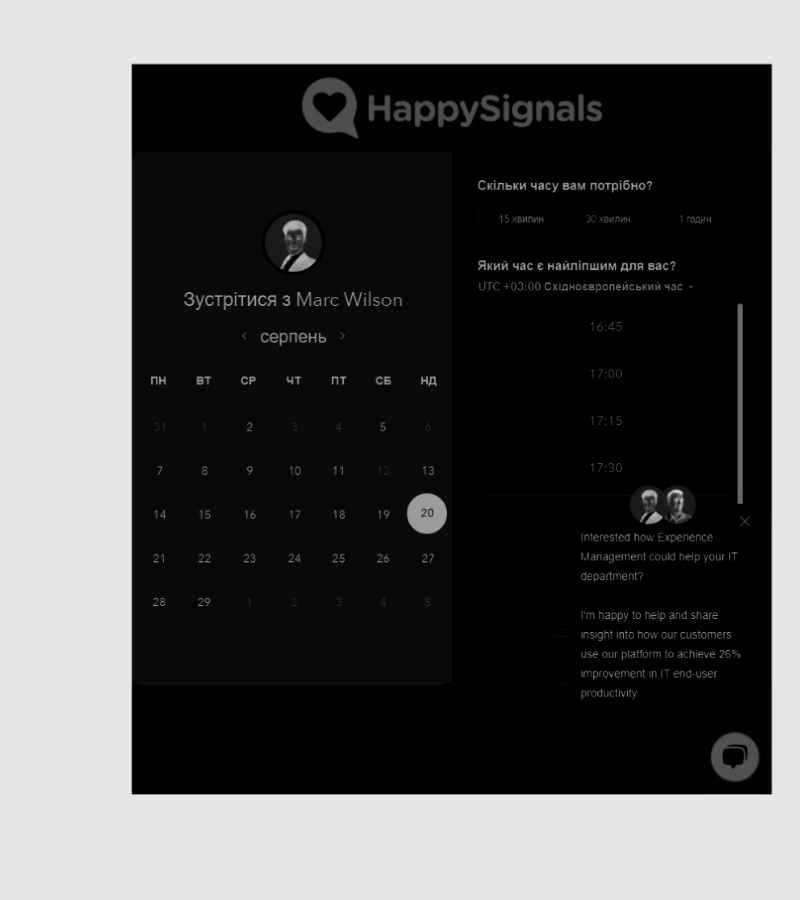 HappySignals
Зустрітися з Marc Wilson
серпень
ПН ВТ СР ЧТ ПТ СБ НД
31 1 2 3 4 5 6
7 8 9 10 11 12 13
14 15 16 17 18 19 20
21 22 23 24 25 26 27
28 29 1 2 3 4 5
Скільки часу вам потрібно?
15 хвилин 30 хвилин 1 годин
Який час є найліпшим для вас?
UTC +03:00 Східноєвропейський час
16:45
17:00
17:15
17:30
Interested how Experience
Management could help your IT
department?
I'm happy to help and share
insight into how our customers
use our platform to achieve 26%
improvement in IT end-user
productivity